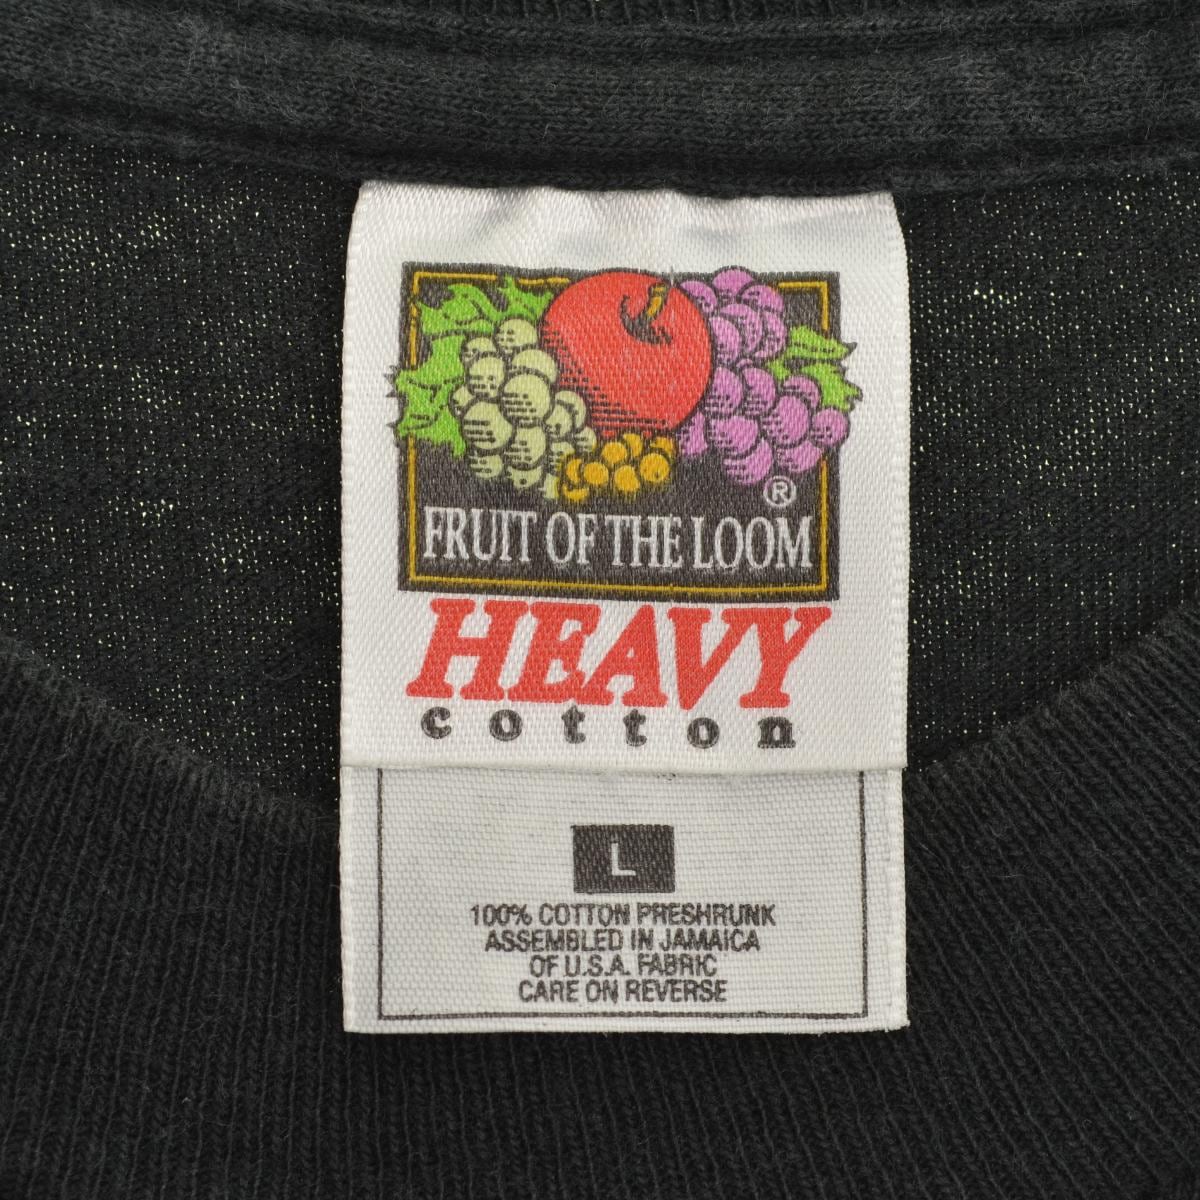 ®
FRUIT OF THE LOOM
HEAVY
cotton
L
100% COTTON PRESHRUNK
ASSEMBLED IN JAMAICA
OF U.S.A. FABRIC
CARE ON REVERSE